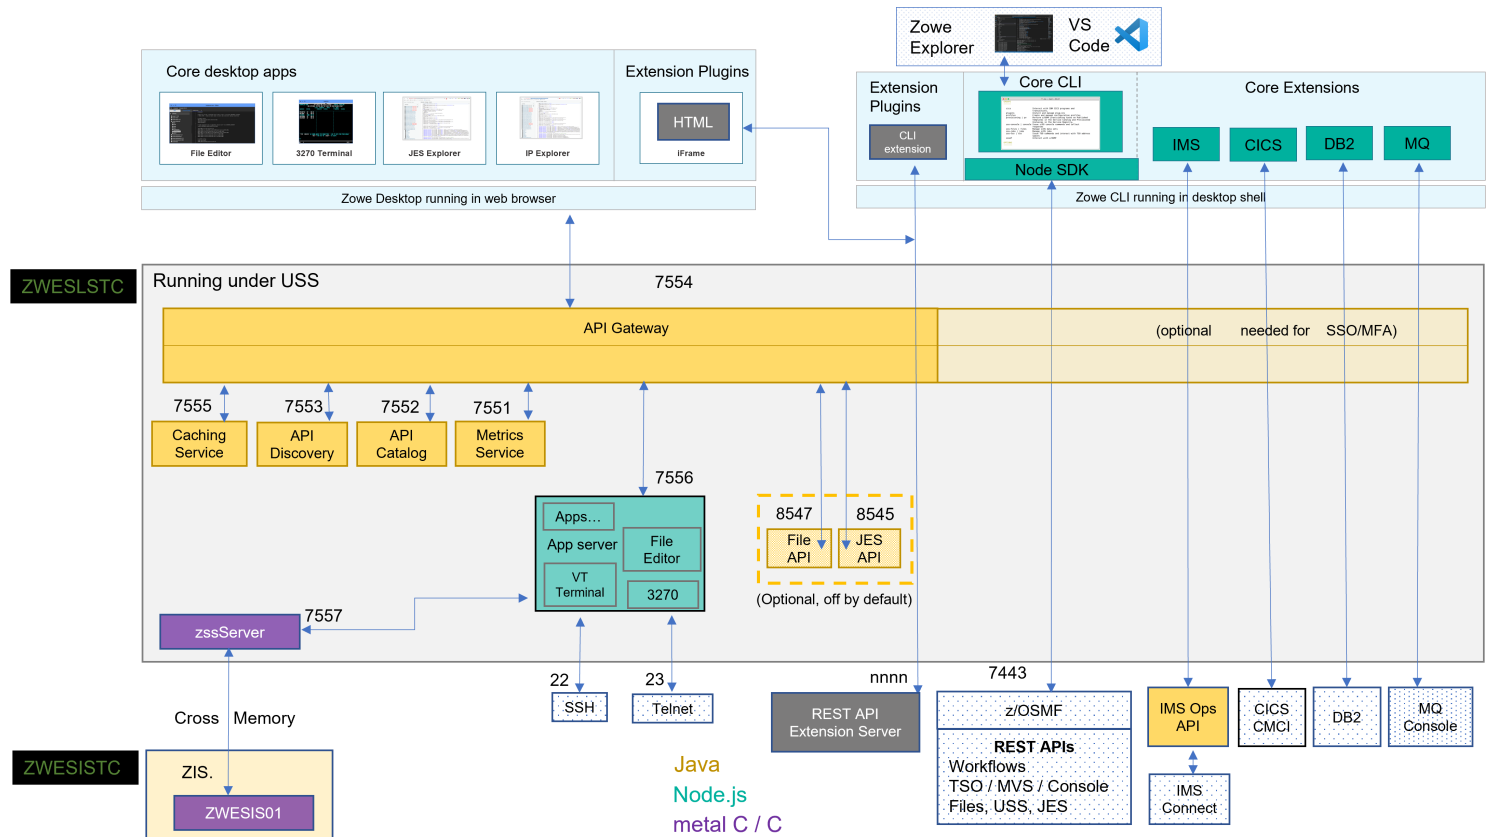 Zowe
Explorer
VS
Code
Core desktop apps
Extension Plugins
File Editor
3270 Terminal
JES Explorer
IP Explorer
HTML
iFrame
Zowe Desktop running in web browser
Extension
Plugins
Core CLI
Core Extensions
CLI
extension
Node SDK
IMS
CICS
DB2
MQ
Zowe CLI running in desktop shell
ZWESLSTC
Running under USS
7554
API Gateway
(optional needed for SSO/MFA)
7555
7553
7552
7551
Caching
Service
API
Discovery
API
Catalog
Metrics
Service
7556
Apps...
App server
File
Editor
VT
Terminal
3270
8547
8545
File
API
JES
API
(Optional, off by default)
7557
zssServer
22
23
nnnn
7443
SSH
Telnet
REST API
Extension Server
z/OSMF
REST APIs
Workflows
TSO / MVS / Console
Files, USS, JES
IMS Ops
API
CICS
CMCI
DB2
MQ
Console
IMS
Connect
Cross Memory
ZWESISTC
ZIS.
ZWESIS01
Java
Node.js
metal C / C